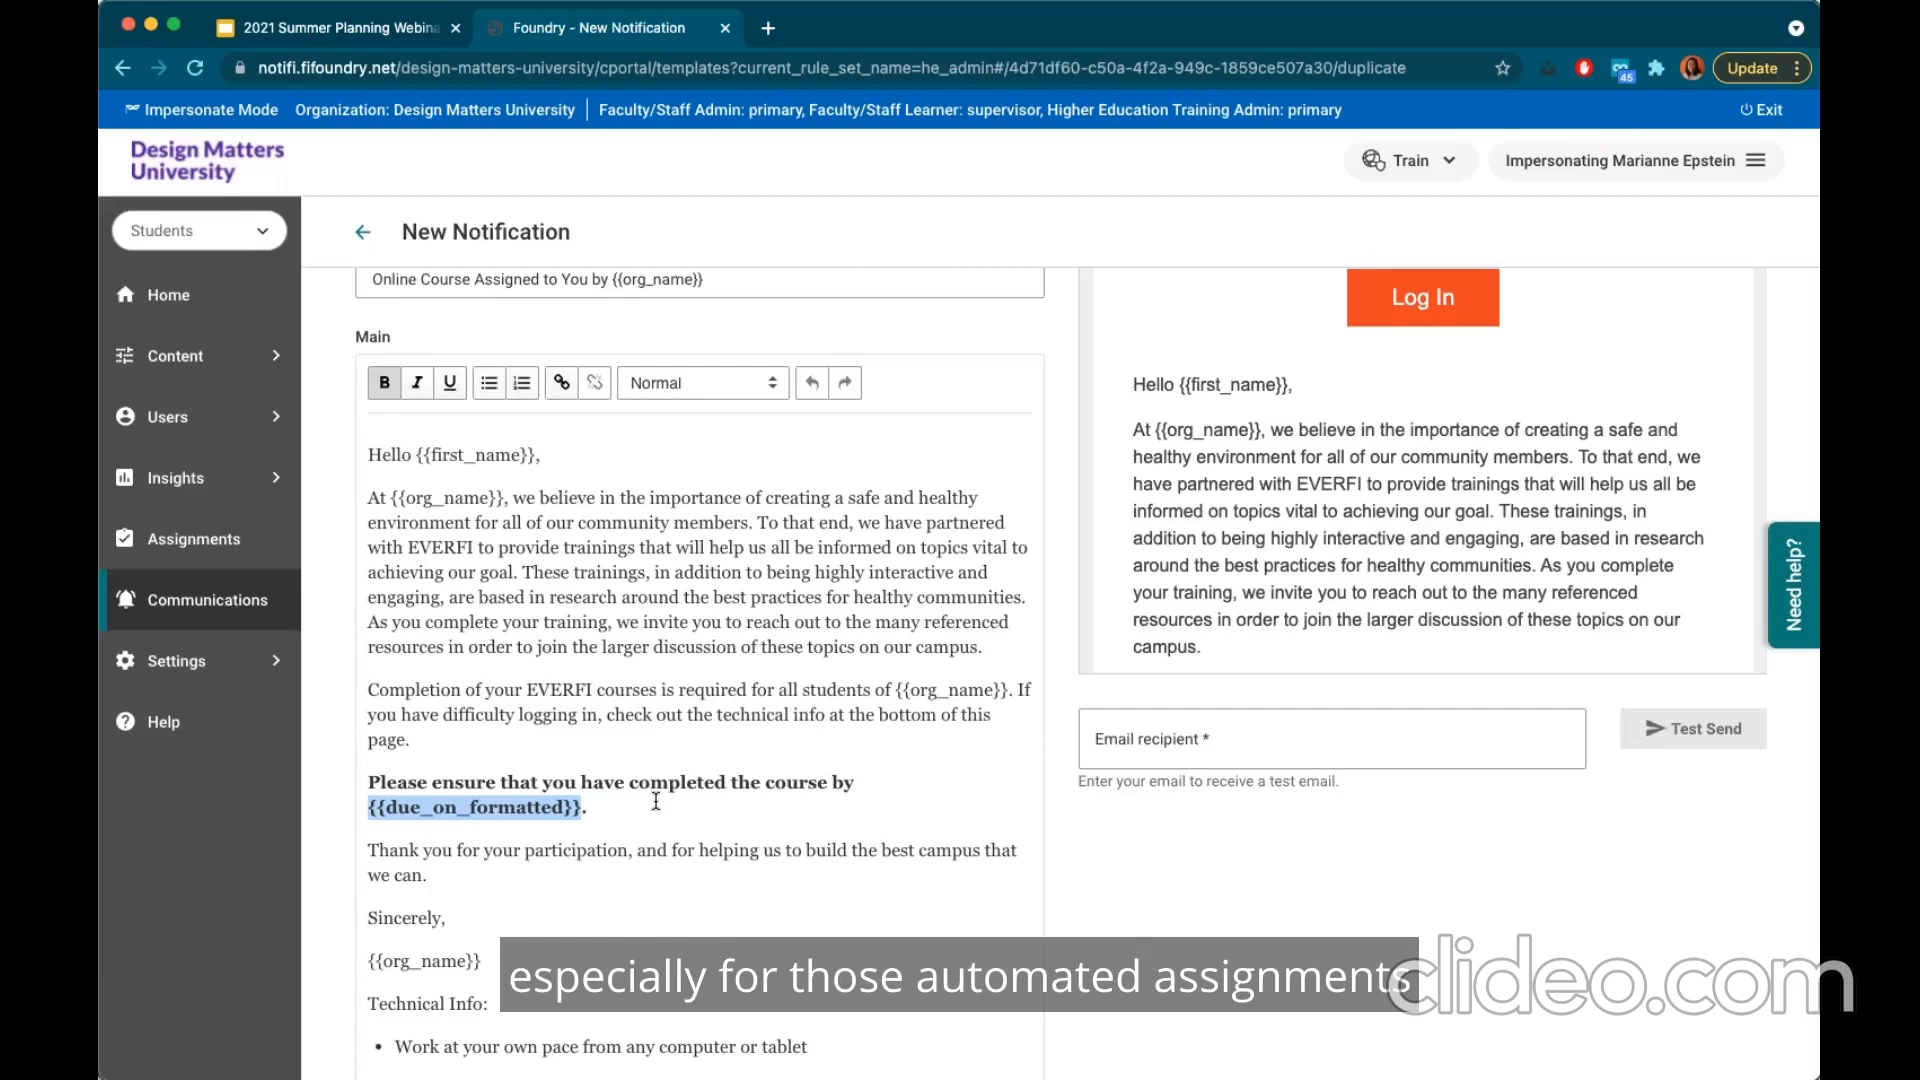 2021 Summer Planning Webina
Foundry - New Notification
notifi.fifoundry.net/design-matters-university/cportal/templates?current_rule_set_name=he_admin#/4d71df60-c50a-4f2a-949c-1859ce507a30/duplicate
45
Update
Impersonate Mode
Organization: Design Matters University
Faculty/Staff Admin: primary, Faculty/Staff Learner: supervisor, Higher Education Training Admin: primary
Exit
Design Matters
University
Train
Impersonating Marianne Epstein
Students
Home
Content
Users
Insights
Assignments
Communications
Settings
Help
New Notification
Online Course Assigned to You by {{org_name}}
Main
B I U
Normal
Hello {{first_name}},
At {{org_name}}, we believe in the importance of creating a safe and healthy
environment for all of our community members. To that end, we have partnered
with EVERFI to provide trainings that will help us all be informed on topics vital to
achieving our goal. These trainings, in addition to being highly interactive and
engaging, are based in research around the best practices for healthy communities.
As you complete your training, we invite you to reach out to the many referenced
resources in order to join the larger discussion of these topics on our campus.
Completion of your EVERFI courses is required for all students of {{org_name}}. If
you have difficulty logging in, check out the technical info at the bottom of this
page.
Please ensure that you have completed the course by
{{due_on_formatted}}.
Thank you for your participation, and for helping us to build the best campus that
we can.
Sincerely,
{{org_name}}
Technical Info:
• Work at your own pace from any computer or tablet
Log In
Hello {{first_name}},
At {{org_name}}, we believe in the importance of creating a safe and
healthy environment for all of our community members. To that end, we
have partnered with EVERFI to provide trainings that will help us all be
informed on topics vital to achieving our goal. These trainings, in
addition to being highly interactive and engaging, are based in research
around the best practices for healthy communities. As you complete
your training, we invite you to reach out to the many referenced
resources in order to join the larger discussion of these topics on our
campus.
Email recipient *
Test Send
Enter your email to receive a test email.
Need help?
especially for those automated assignments
clideo.com